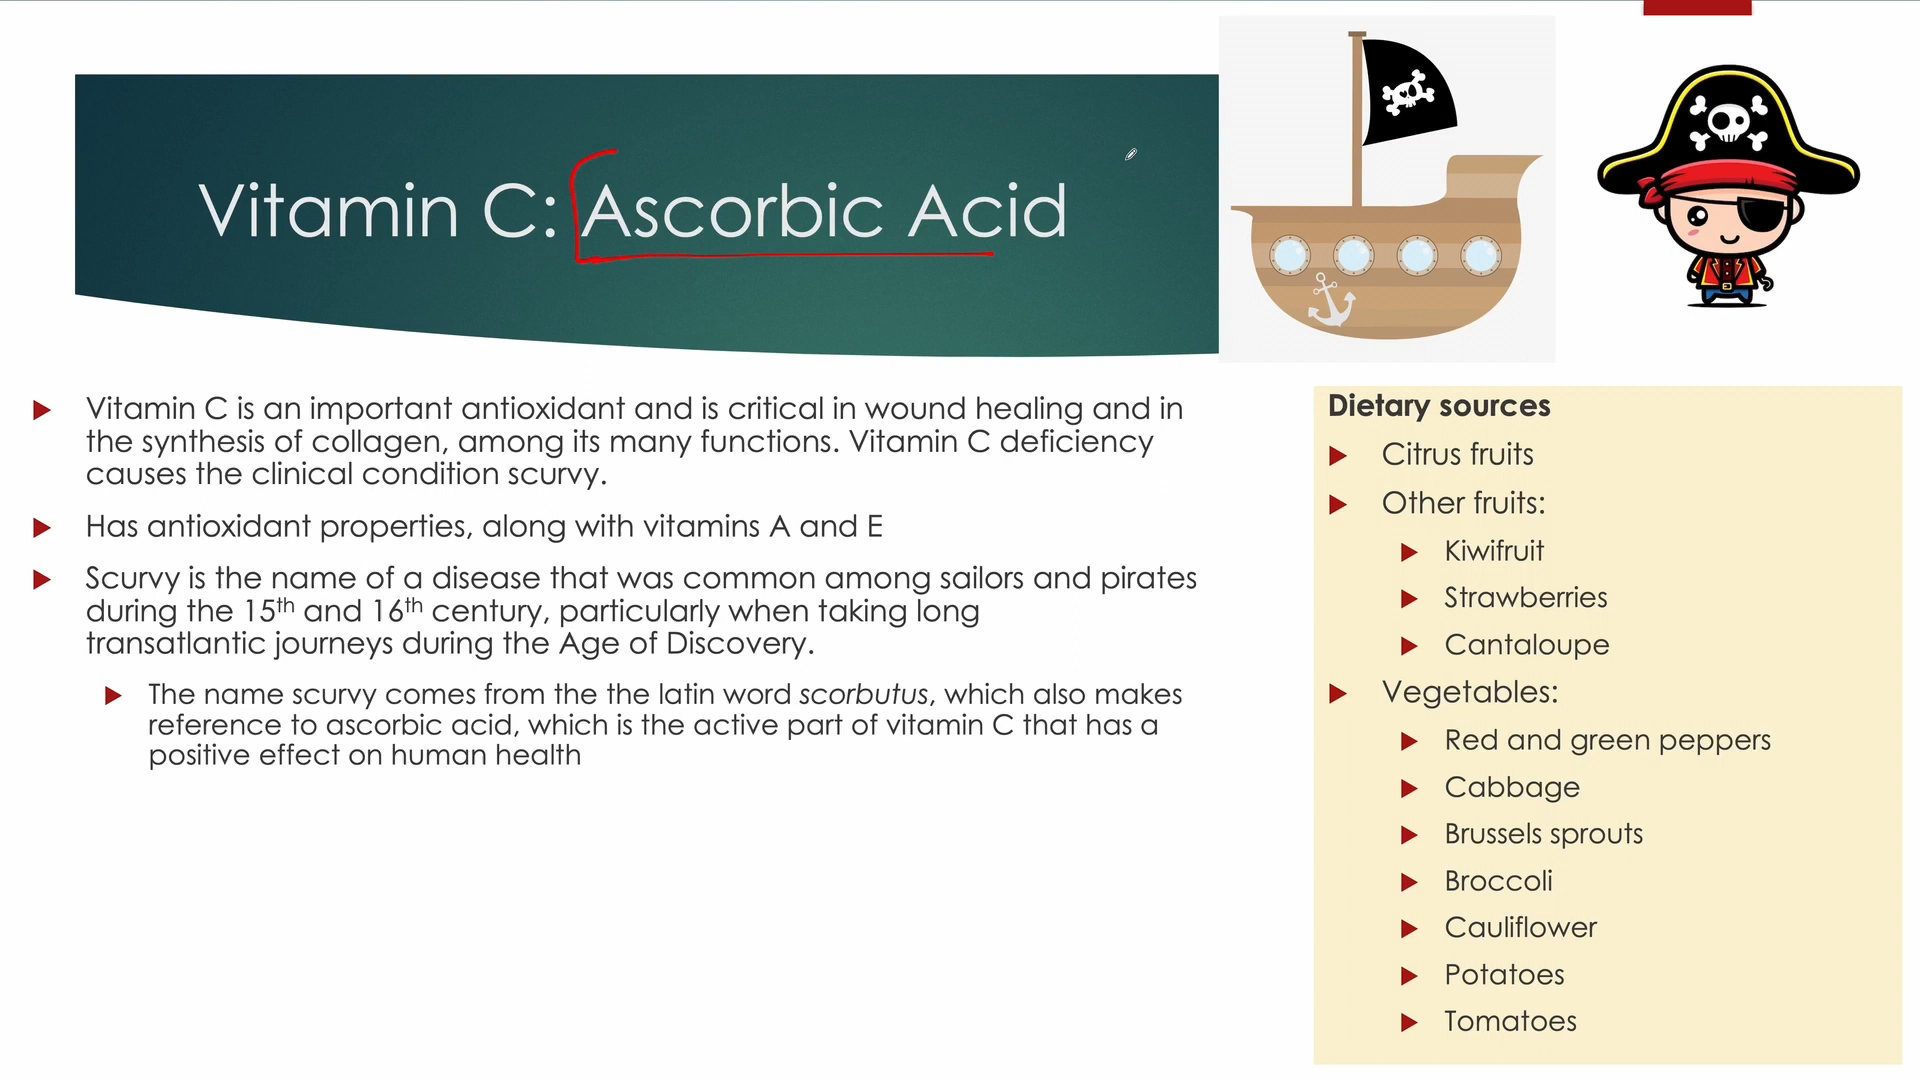 Vitamin C: Ascorbic Acid
Vitamin C is an important antioxidant and is critical in wound healing and in
the synthesis of collagen, among its many functions. Vitamin C deficiency
causes the clinical condition scurvy.
Has antioxidant properties, along with vitamins A and E
Scurvy is the name of a disease that was common among sailors and pirates
during the 15th and 16th century, particularly when taking long
transatlantic journeys during the Age of Discovery.
The name scurvy comes from the the latin word scorbutus, which also makes
reference to ascorbic acid, which is the active part of vitamin C that has a
positive effect on human health
Dietary sources
Citrus fruits
Other fruits:
Kiwifruit
Strawberries
Cantaloupe
Vegetables:
Red and green peppers
Cabbage
Brussels sprouts
Broccoli
Cauliflower
Potatoes
Tomatoes